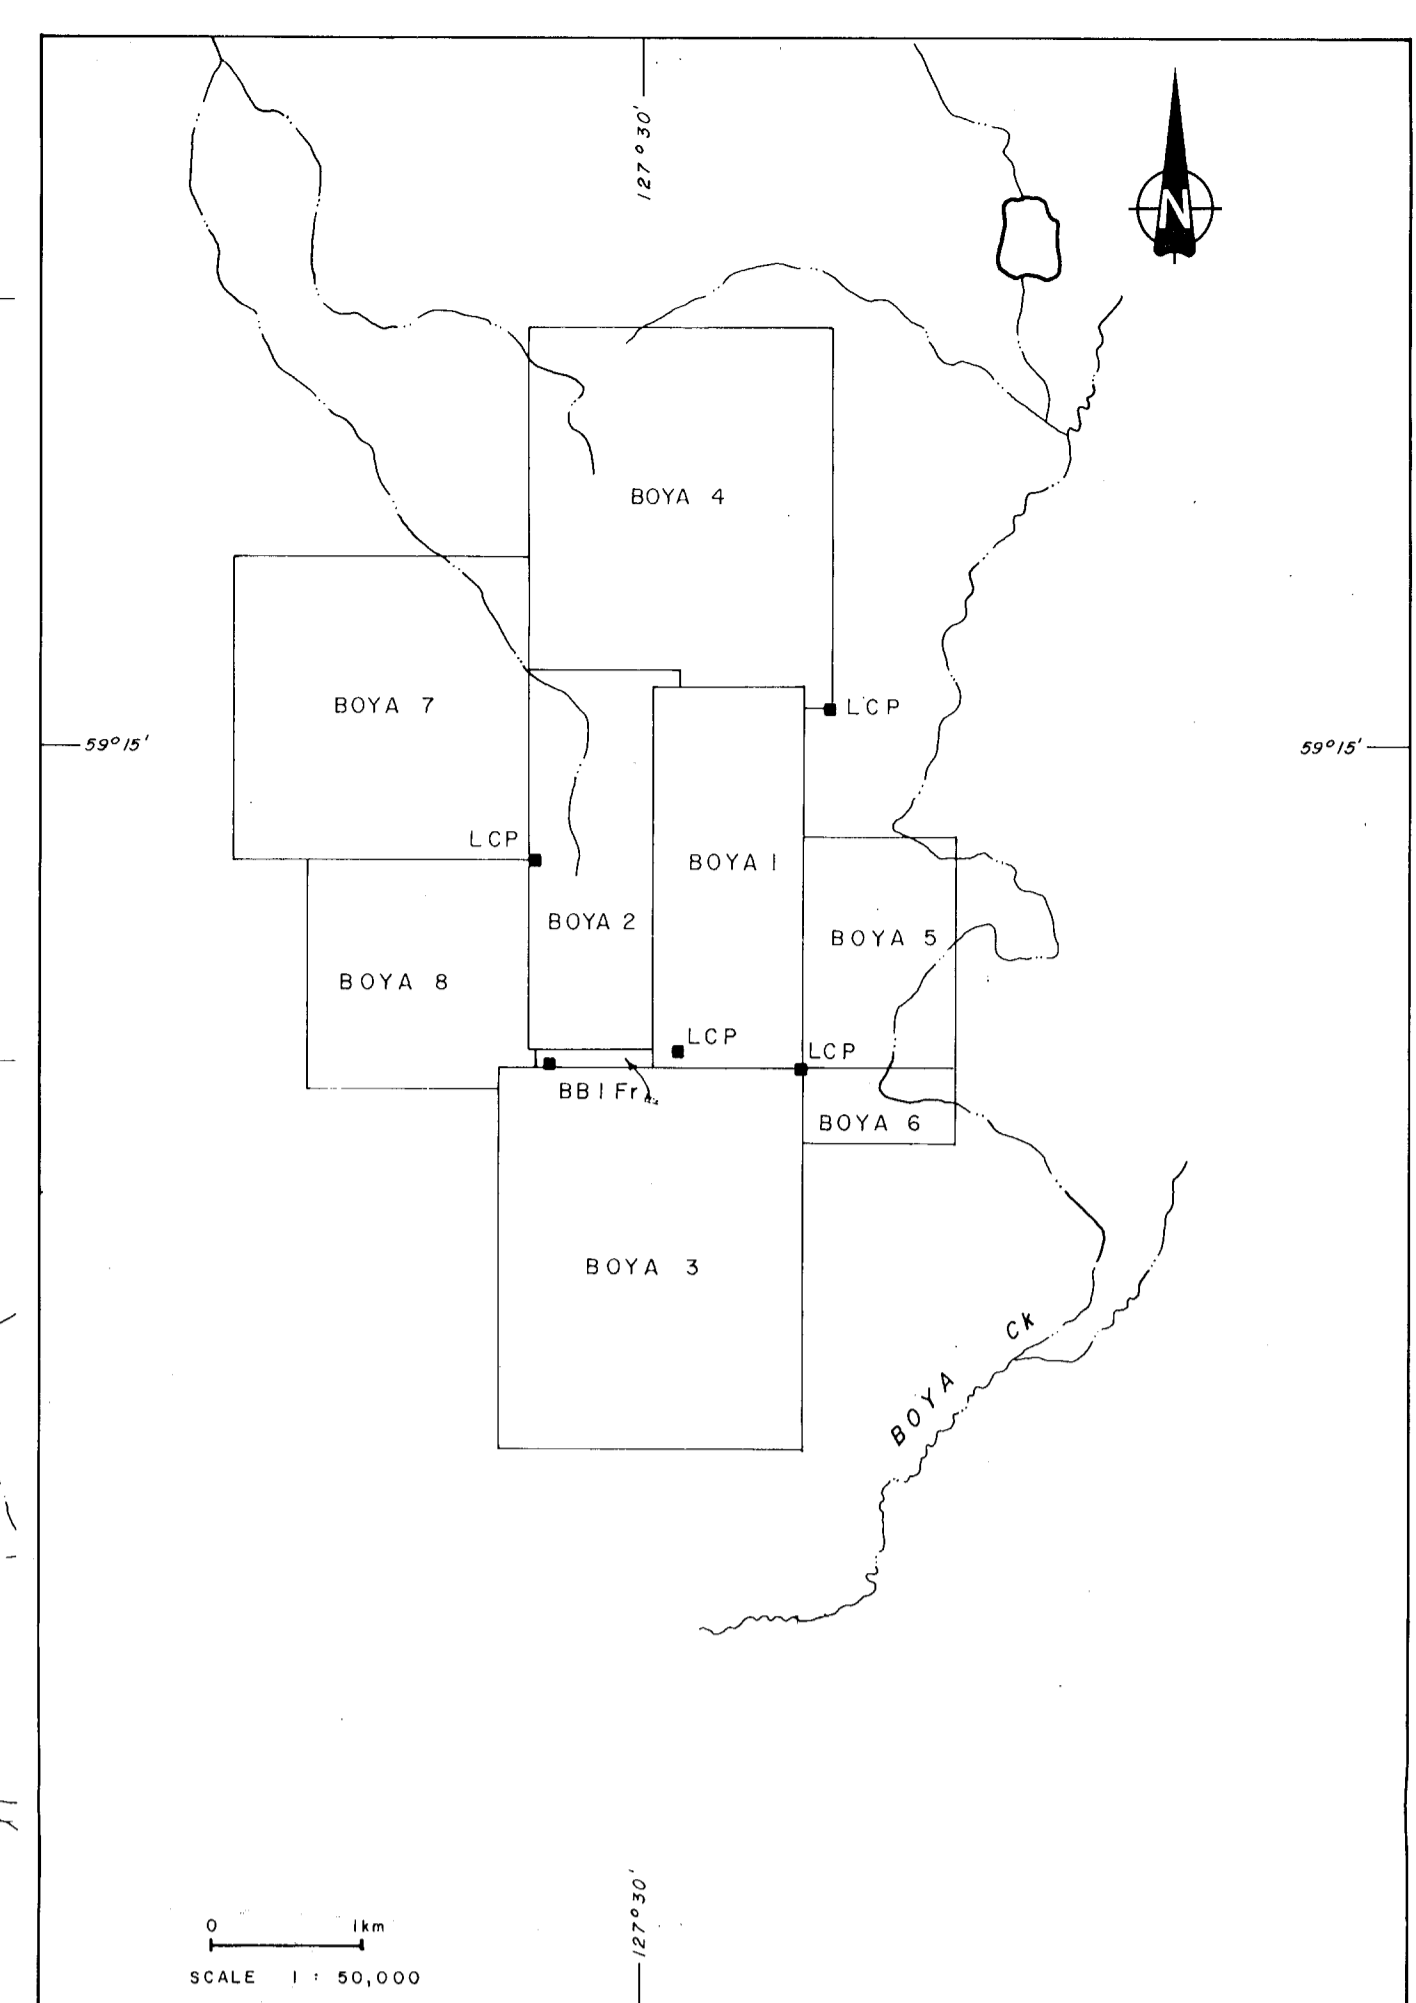 127°30'
N
BOYA 4
BOYA 7
LCP
59°15'
59°15'
LCP
BOYA 1
BOYA 2
BOYA 5
BOYA 8
LCP
LCP
BB1 Fr.
BOYA 6
BOYA 3
BOYA Ck
127°30'
0 1km
SCALE 1 : 50,000